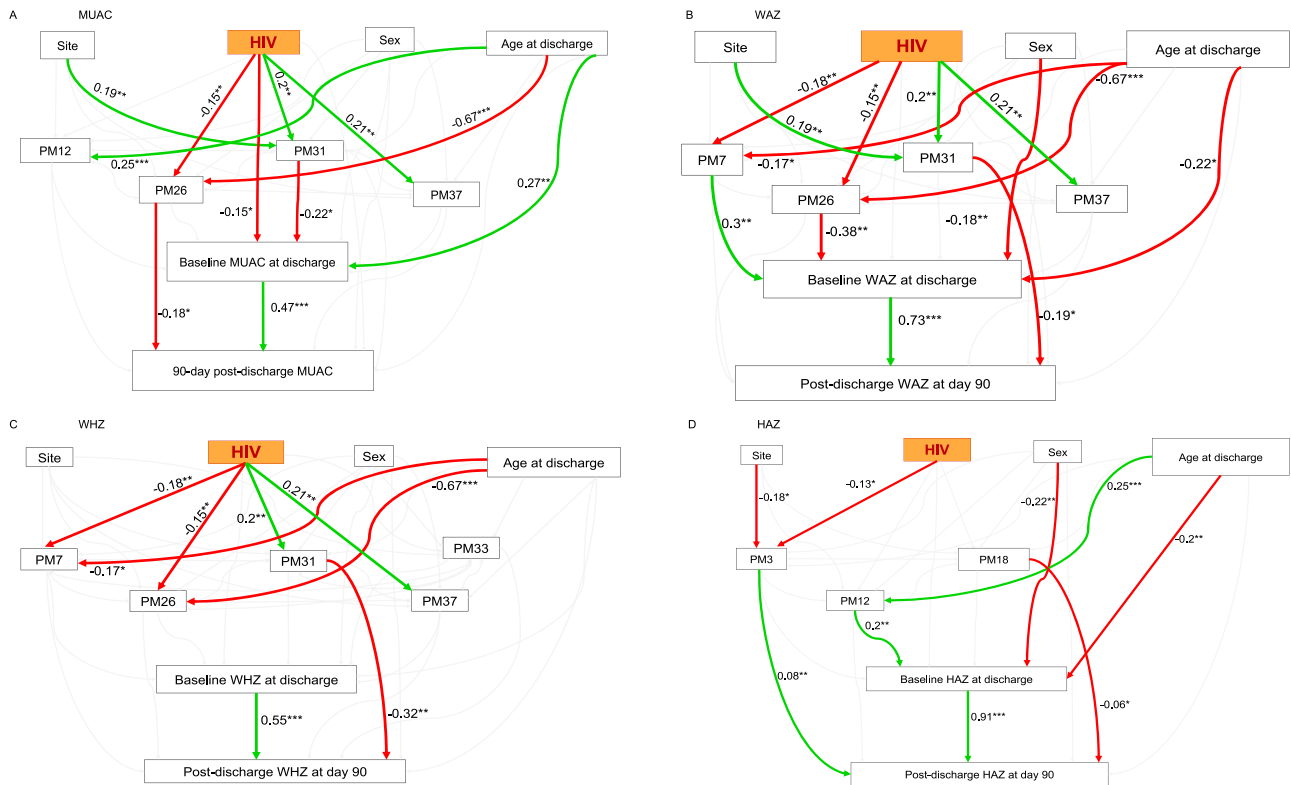 A
MUAC
Site
HIV
Sex
Age at discharge
0.19**
-0.15**
0.2**
0.21**
-0.67***
PM12
0.25***
PM31
PM26
PM37
0.27**
-0.15*
-0.22*
Baseline MUAC at discharge
-0.18*
0.47***
90-day post-discharge MUAC
B
WAZ
Site
HIV
Sex
Age at discharge
-0.18**
-0.15**
0.2**
0.21**
-0.67***
0.19**
PM7
-0.17*
PM31
-0.22*
PM26
PM37
0.3**
-0.38**
-0.18**
Baseline WAZ at discharge
0.73***
-0.19*
Post-discharge WAZ at day 90
C
WHZ
Site
HIV
Sex
Age at discharge
-0.18**
-0.15**
0.2**
0.21**
-0.67***
PM7
PM31
PM33
-0.17*
PM26
PM37
Baseline WHZ at discharge
0.55***
-0.32**
Post-discharge WHZ at day 90
D
HAZ
Site
HIV
Sex
Age at discharge
-0.18*
-0.13*
-0.22**
0.25***
-0.2**
PM3
PM18
PM12
0.2**
0.08**
Baseline HAZ at discharge
0.91***
-0.06*
Post-discharge HAZ at day 90